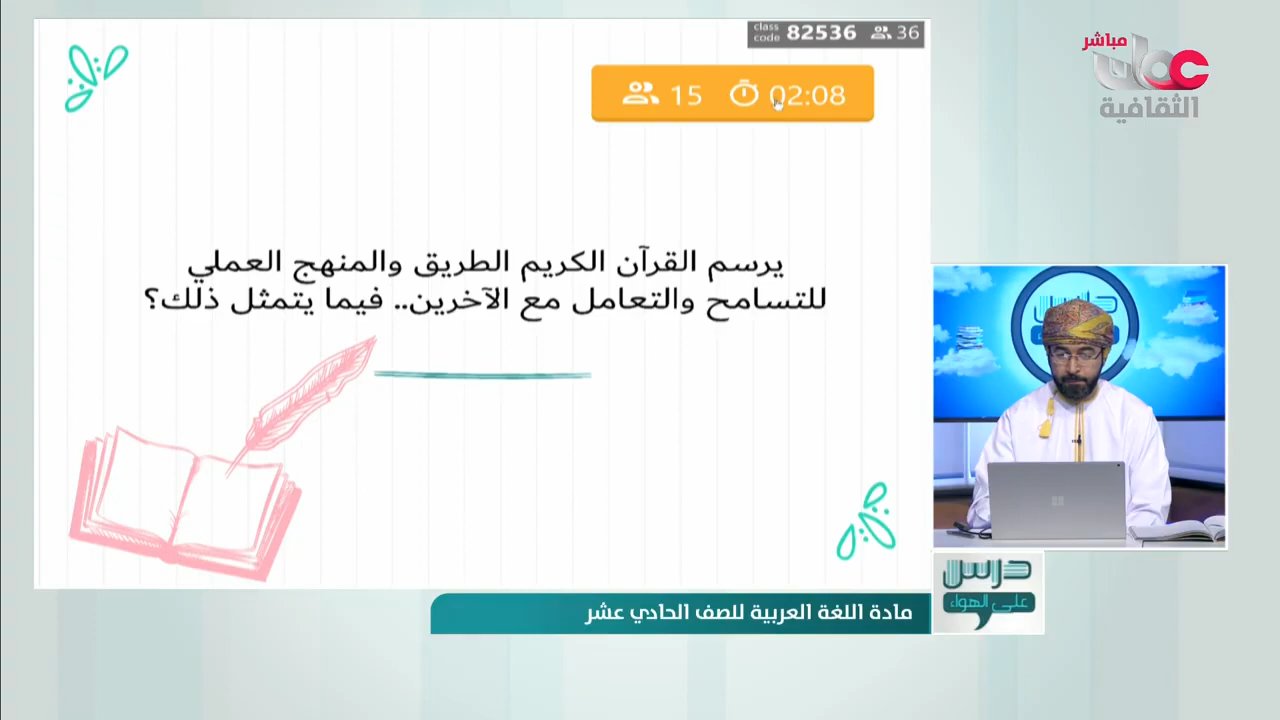 class code 82536 36
15 02:08
مباشر
عمان
الثقافية
يرسم القرآن الكريم الطريق والمنهج العملي
للتسامح والتعامل مع الآخرين.. فيما يتمثل ذلك؟
درس
على الهواء
مادة اللغة العربية للصف الحادي عشر